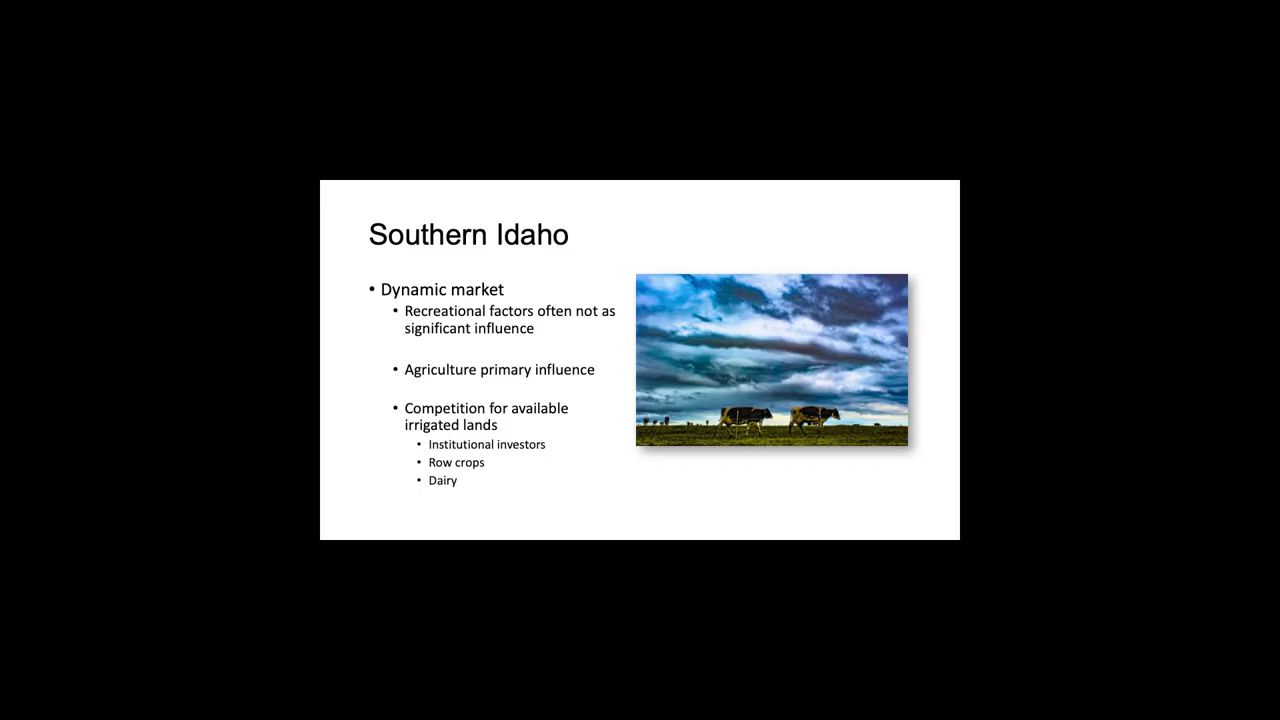 Southern Idaho
• Dynamic market
• Recreational factors often not as
significant influence
• Agriculture primary influence
• Competition for available
irrigated lands
• Institutional investors
• Row crops
• Dairy